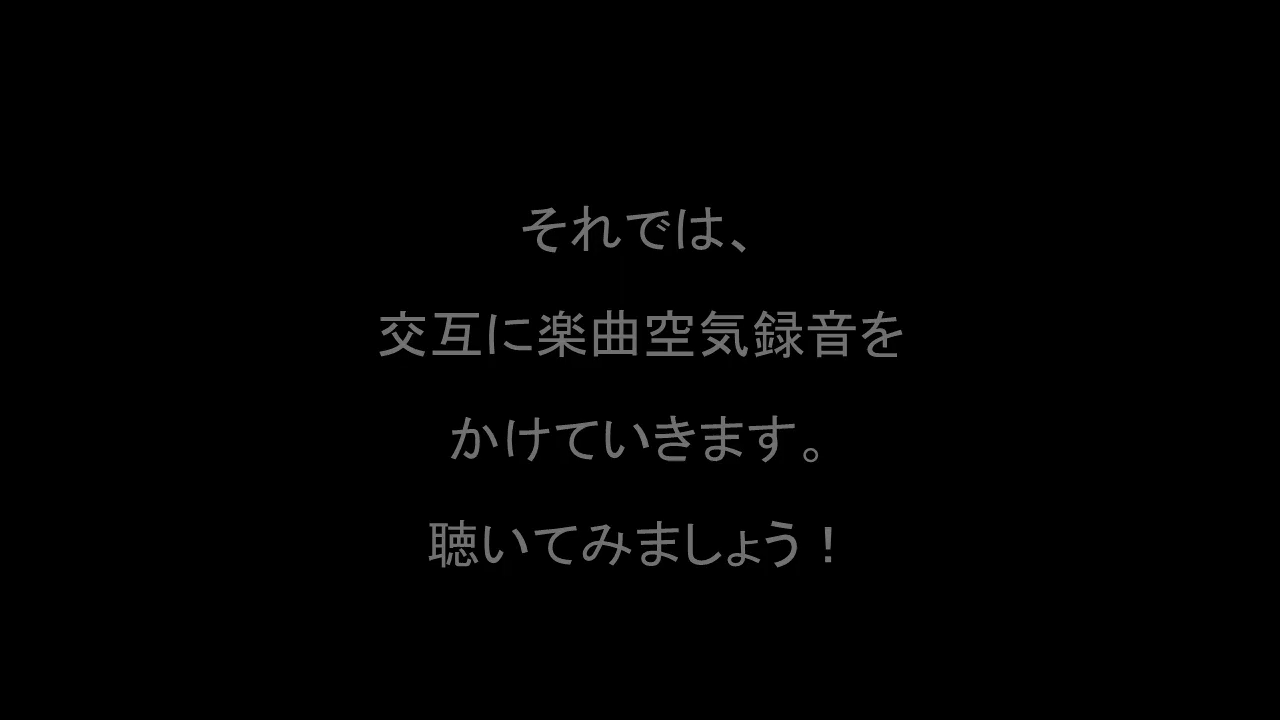 それでは、
交互に楽曲空気録音を
かけていきます。
聴いてみましょう！